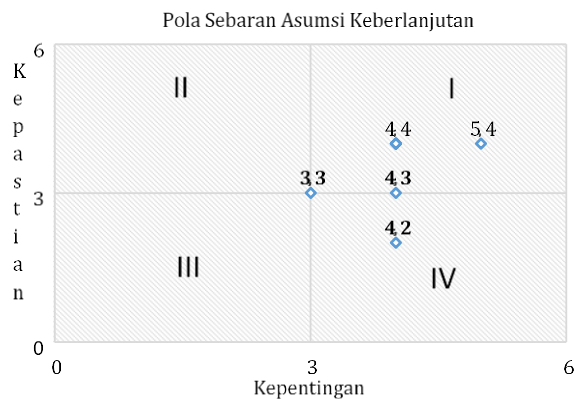 Pola Sebaran Asumsi Keberlanjutan
Kepastian
6
3
0
II
I
4,4
5,4
3,3
4,3
4,2
III
IV
0
3
6
Kepentingan